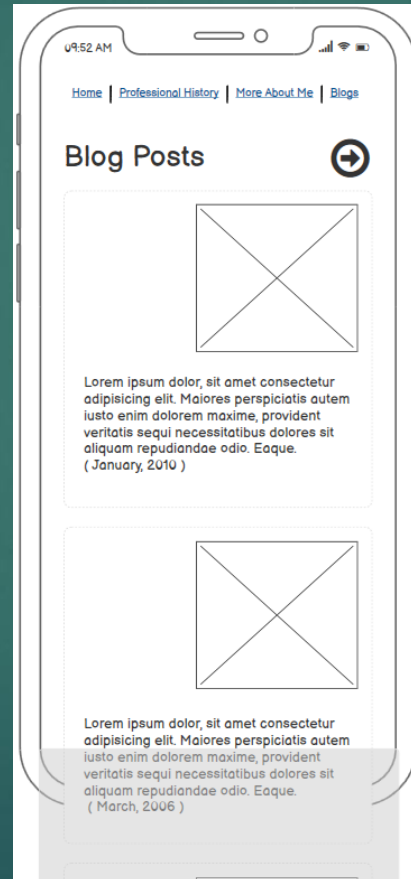 09:52 AM
Home | Professional History | More About Me | Blogs
Blog Posts
Lorem ipsum dolor, sit amet consectetur
adipisicing elit. Maiores perspiciatis autem
iusto enim dolorem maxime, provident
veritatis sequi necessitatibus dolores sit
aliquam repudiandae odio. Eaque.
( January, 2010 )
Lorem ipsum dolor, sit amet consectetur
adipisicing elit. Maiores perspiciatis autem
iusto enim dolorem maxime, provident
veritatis sequi necessitatibus dolores sit
aliquam repudiandae odio. Eaque.
( March, 2006 )